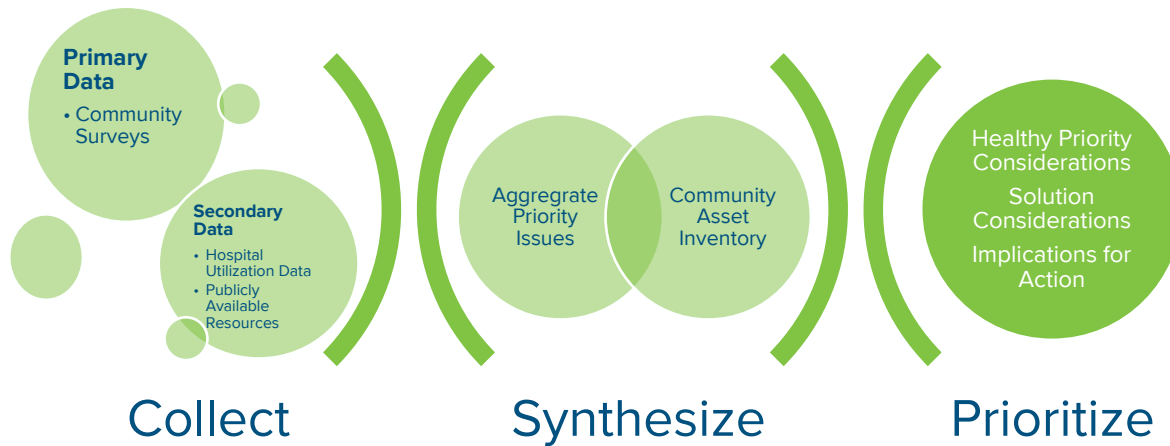 Primary
Data
• Community
Surveys
Secondary
Data
• Hospital
Utilization Data
• Publicly
Available
Resources
Aggregrate
Priority
Issues
Community
Asset
Inventory
Healthy Priority
Considerations
Solution
Considerations
Implications for
Action
Collect
Synthesize
Prioritize